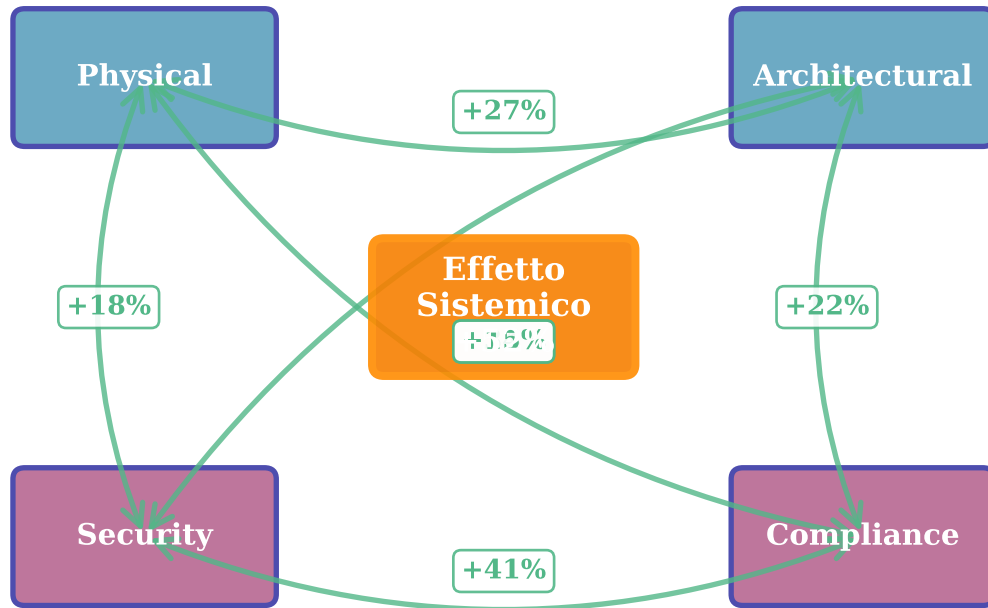 Physical
Architectural
+27%
Effetto
Sistemico
+18%
+22%
Security
Compliance
+41%